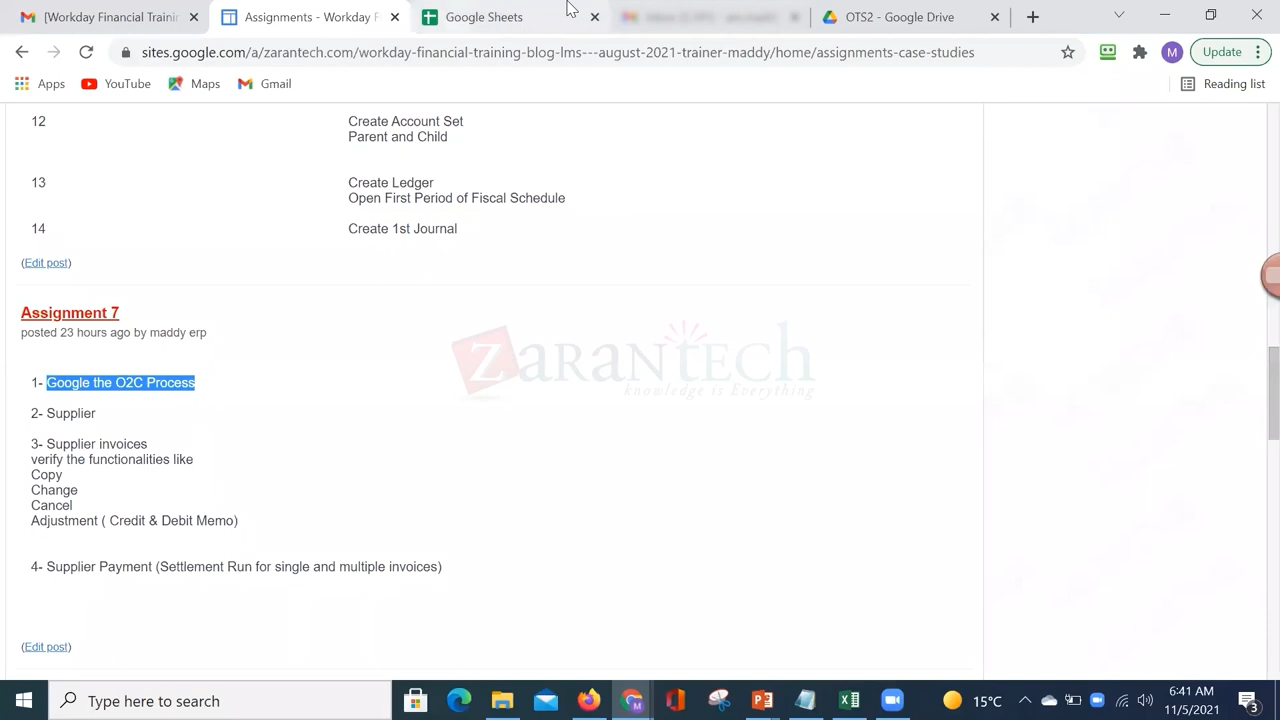 [Workday Financial Trainin
Assignments - Workday F
Google Sheets
OTS2 - Google Drive
sites.google.com/a/zarantech.com/workday-financial-training-blog-lms---august-2021-trainer-maddy/home/assignments-case-studies
M
Update
Apps
YouTube
Maps
Gmail
Reading list
12
Create Account Set
Parent and Child
13
Create Ledger
Open First Period of Fiscal Schedule
14
Create 1st Journal
(Edit post)
Assignment 7
posted 23 hours ago by maddy erp
ZaranTech
Knowledge is Everything
1- Google the O2C Process
2- Supplier
3- Supplier invoices
verify the functionalities like
Copy
Change
Cancel
Adjustment ( Credit & Debit Memo)
4- Supplier Payment (Settlement Run for single and multiple invoices)
(Edit post)
Type here to search
15°C
6:41 AM
11/5/2021
3